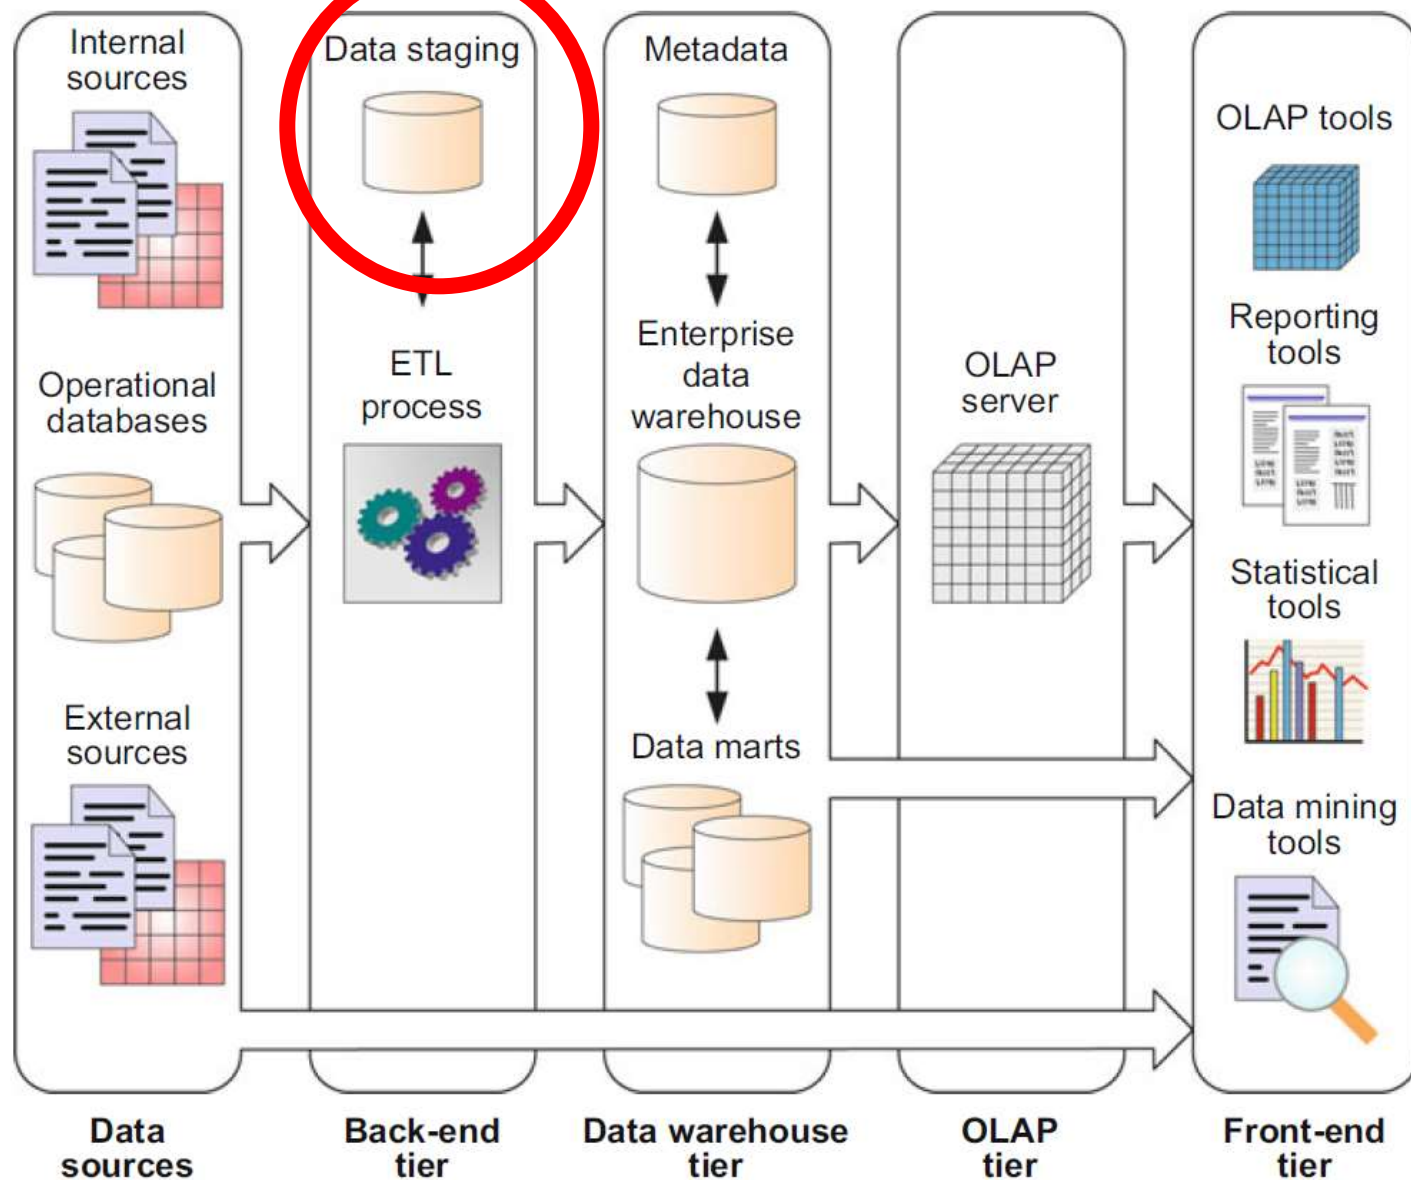 Internal
sources
Operational
databases
External
sources
Data staging
ETL
process
Metadata
Enterprise
data
warehouse
Data marts
OLAP
server
OLAP tools
Reporting
tools
Statistical
tools
Data mining
tools
Data
sources
Back-end
tier
Data warehouse
tier
OLAP
tier
Front-end
tier